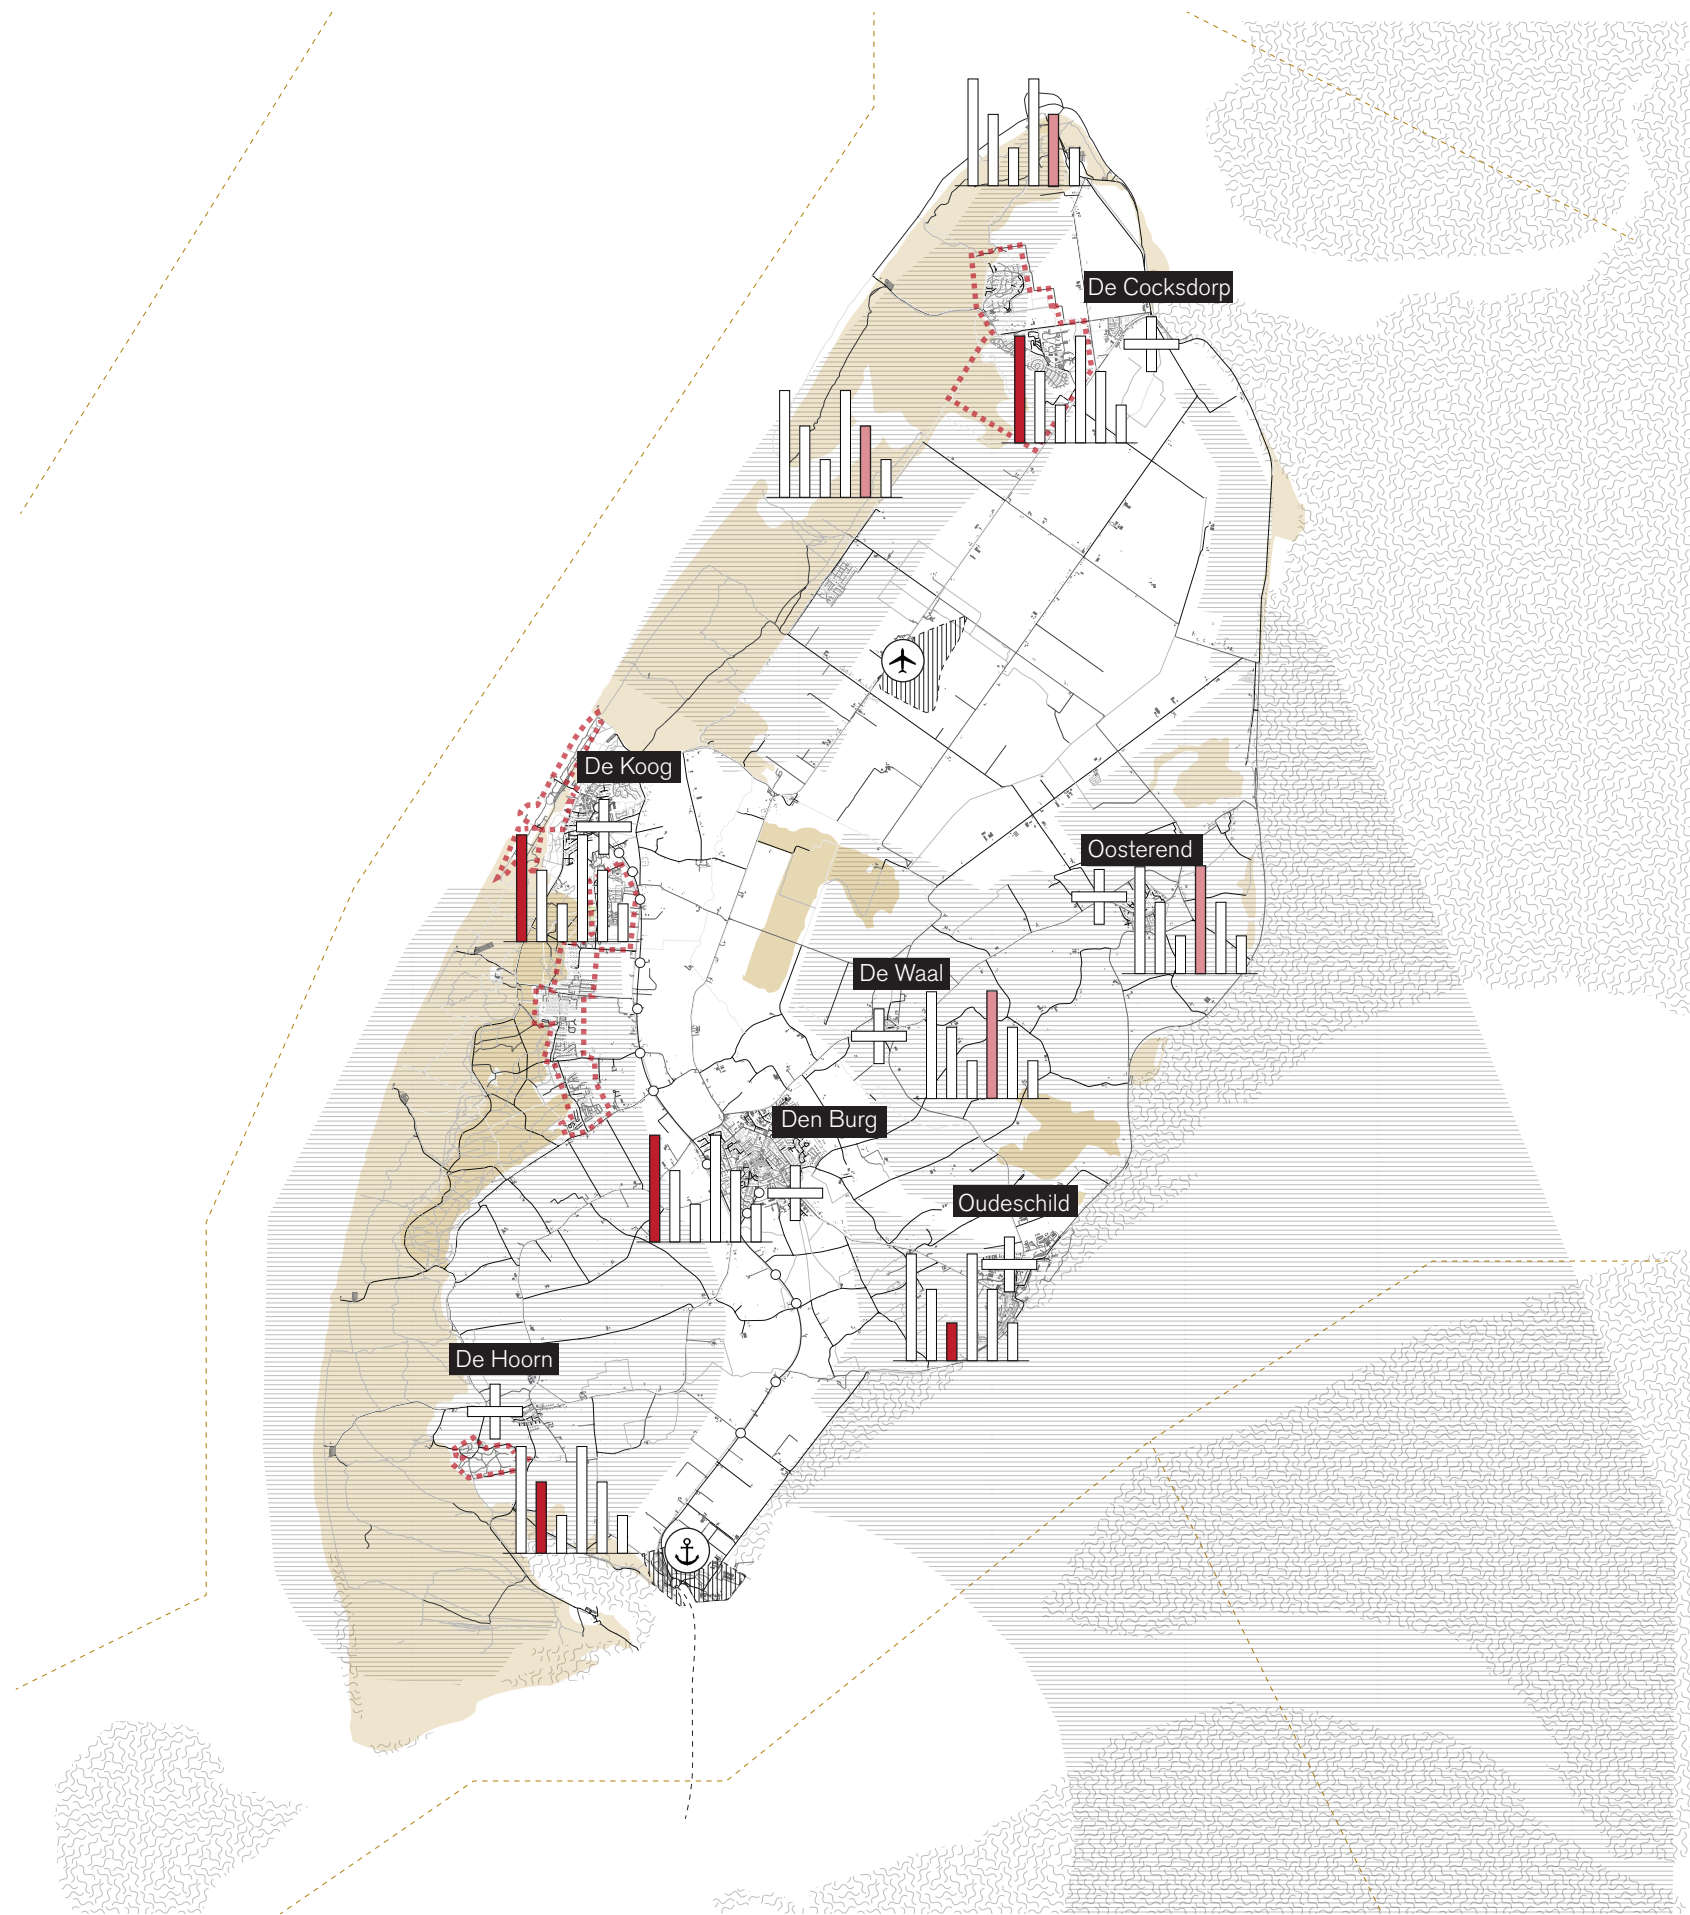 De Cocksdorp
De Koog
Oosterend
De Waal
Den Burg
Oudeschild
De Hoorn